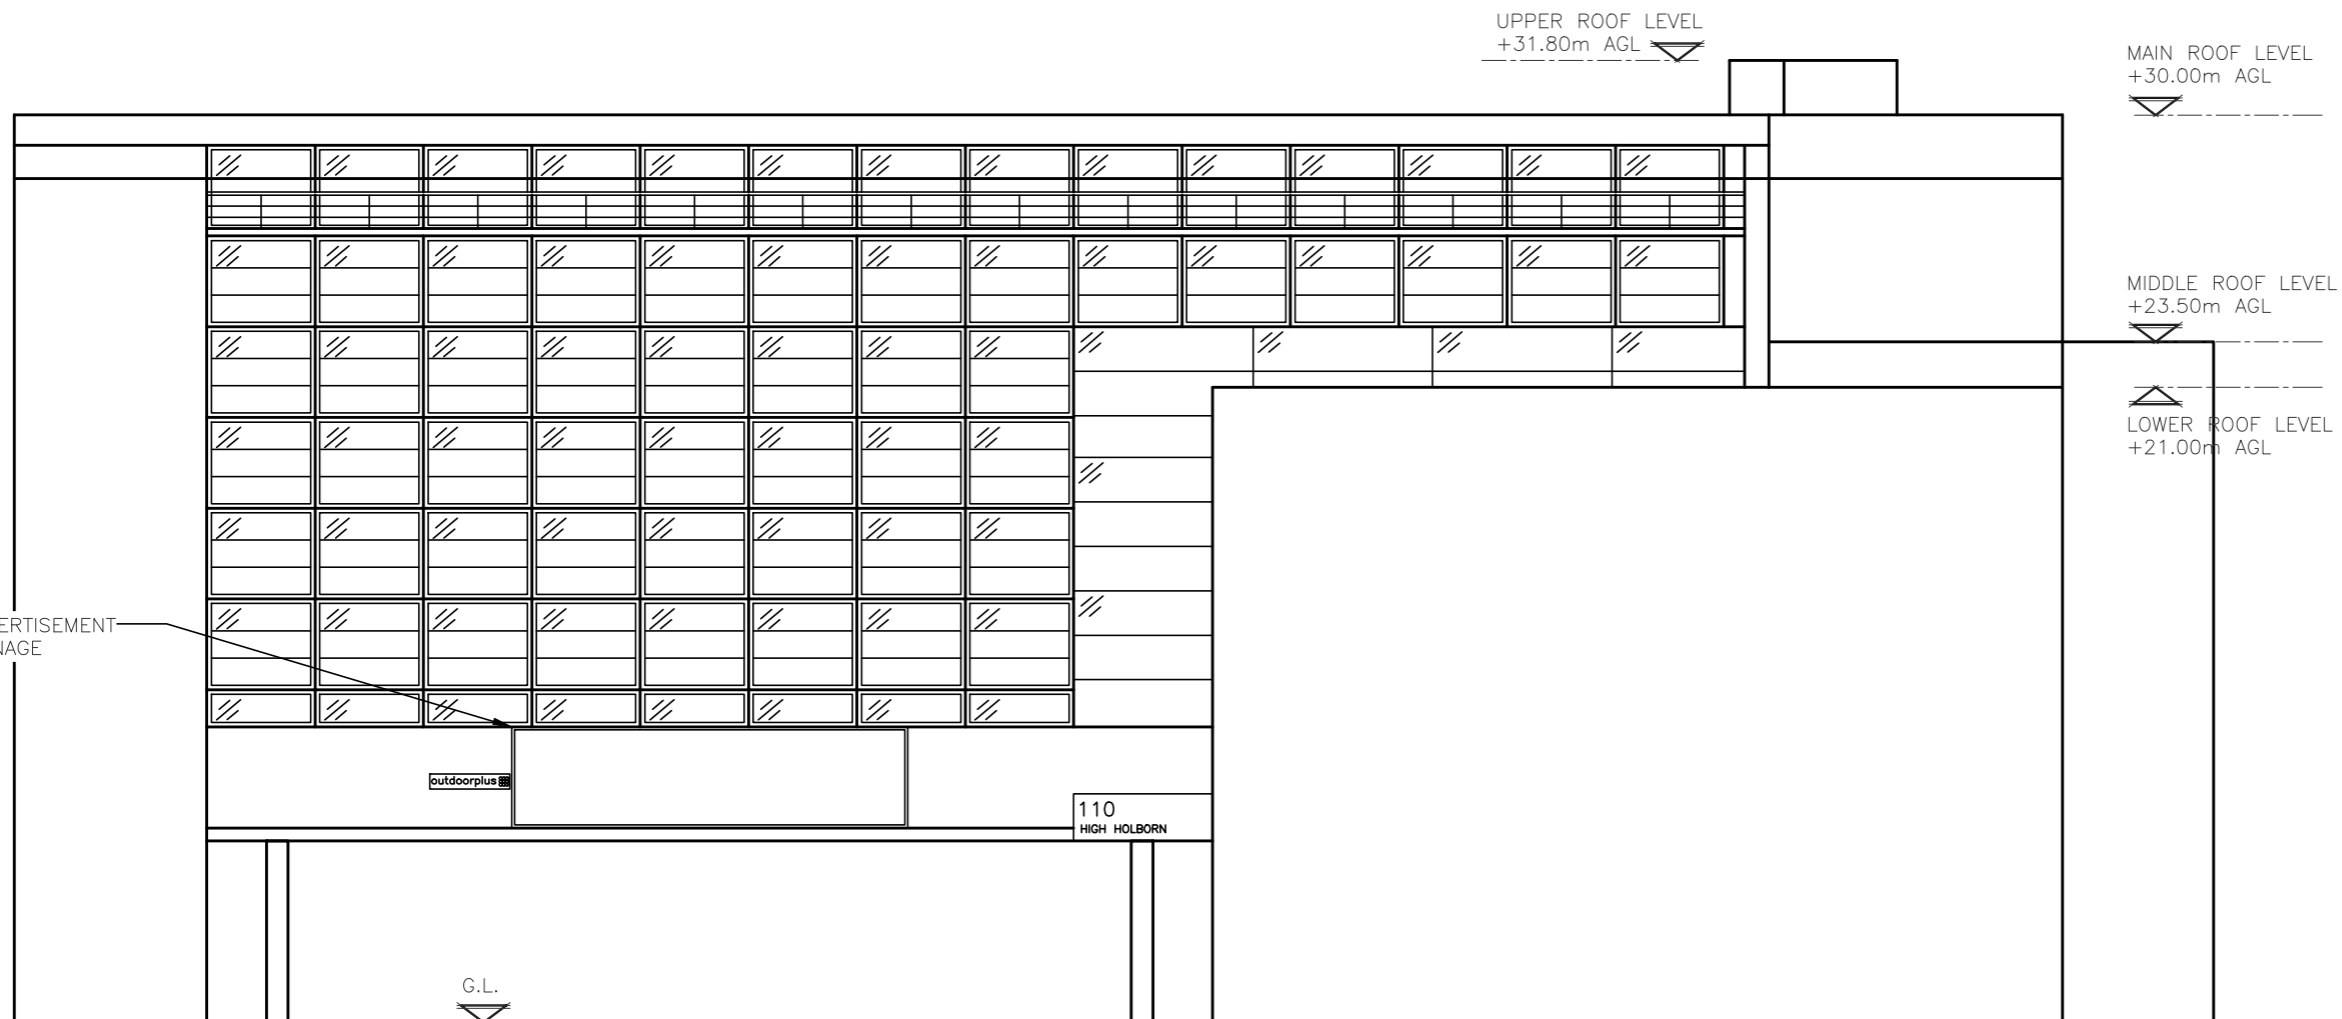 UPPER ROOF LEVEL
+31.80m AGL
MAIN ROOF LEVEL
+30.00m AGL
MIDDLE ROOF LEVEL
+23.50m AGL
LOWER ROOF LEVEL
+21.00m AGL
ERTISEMENT
NAGE
outdoorplus
110
HIGH HOLBORN
G.L.